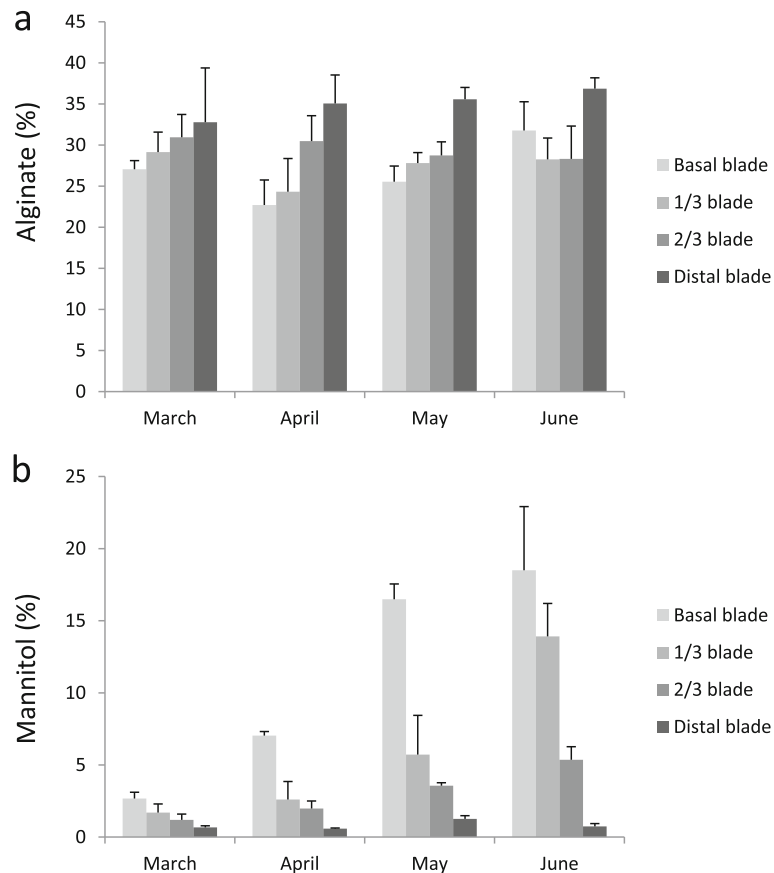 a
Alginate (%)
45
40
35
30
25
20
15
10
5
0
March April May June
Basal blade
1/3 blade
2/3 blade
Distal blade
b
Mannitol (%)
25
20
15
10
5
0
March April May June
Basal blade
1/3 blade
2/3 blade
Distal blade